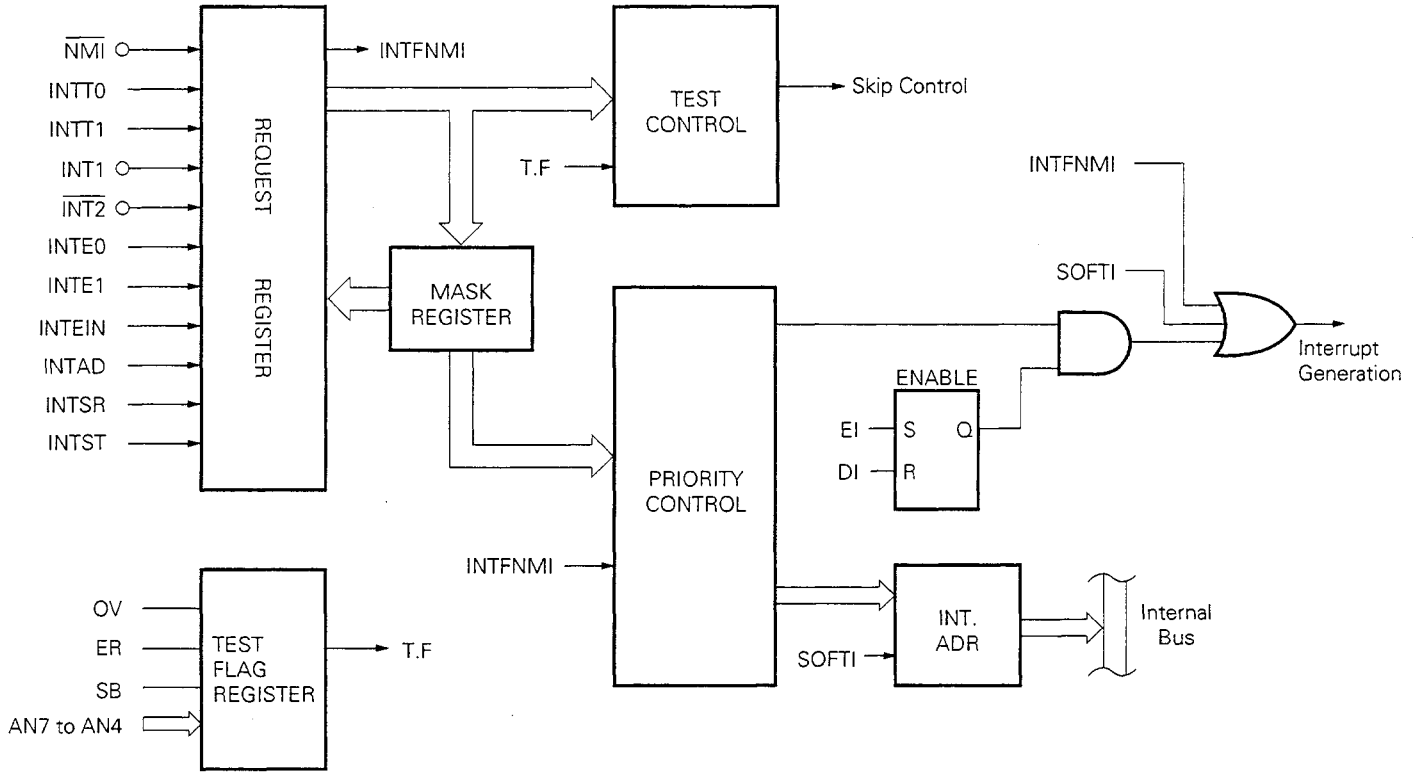 NMI
INTFNMI
INTT0
INTT1
INT1
INT2
INTE0
INTE1
INTEIN
INTAD
INTSR
INTST
REQUEST REGISTER
TEST
CONTROL
Skip Control
T.F
MASK
REGISTER
INTFNMI
SOFTI
Interrupt
Generation
ENABLE
EI
S
Q
DI
R
PRIORITY
CONTROL
INTFNMI
INT.
ADR
SOFTI
Internal
Bus
OV
ER
SB
AN7 to AN4
TEST
FLAG
REGISTER
T.F